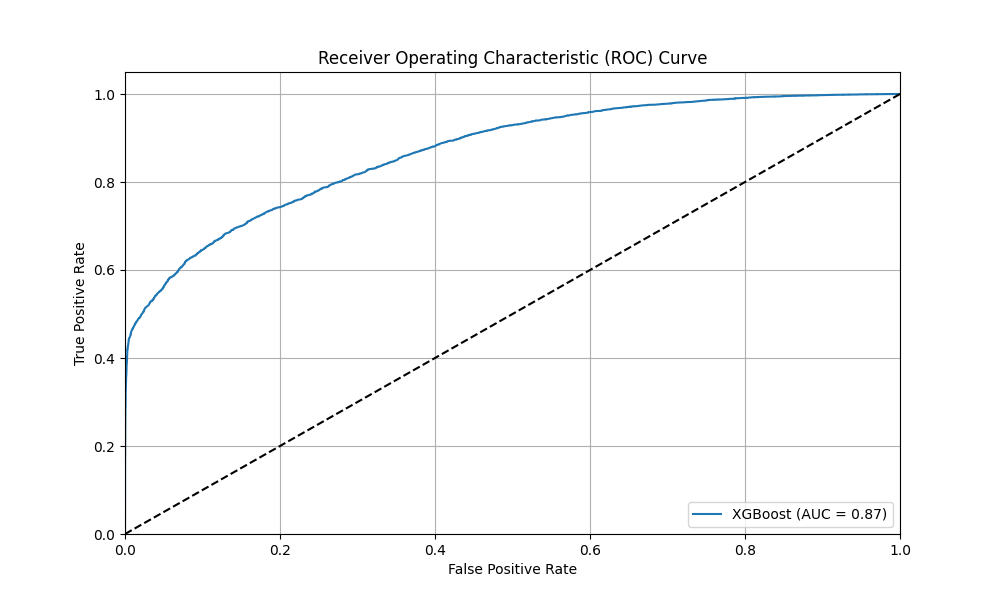 Receiver Operating Characteristic (ROC) Curve
1.0
0.8
0.6
0.4
0.2
0.0
True Positive Rate
XGBoost (AUC = 0.87)
0.0 0.2 0.4 0.6 0.8 1.0
False Positive Rate